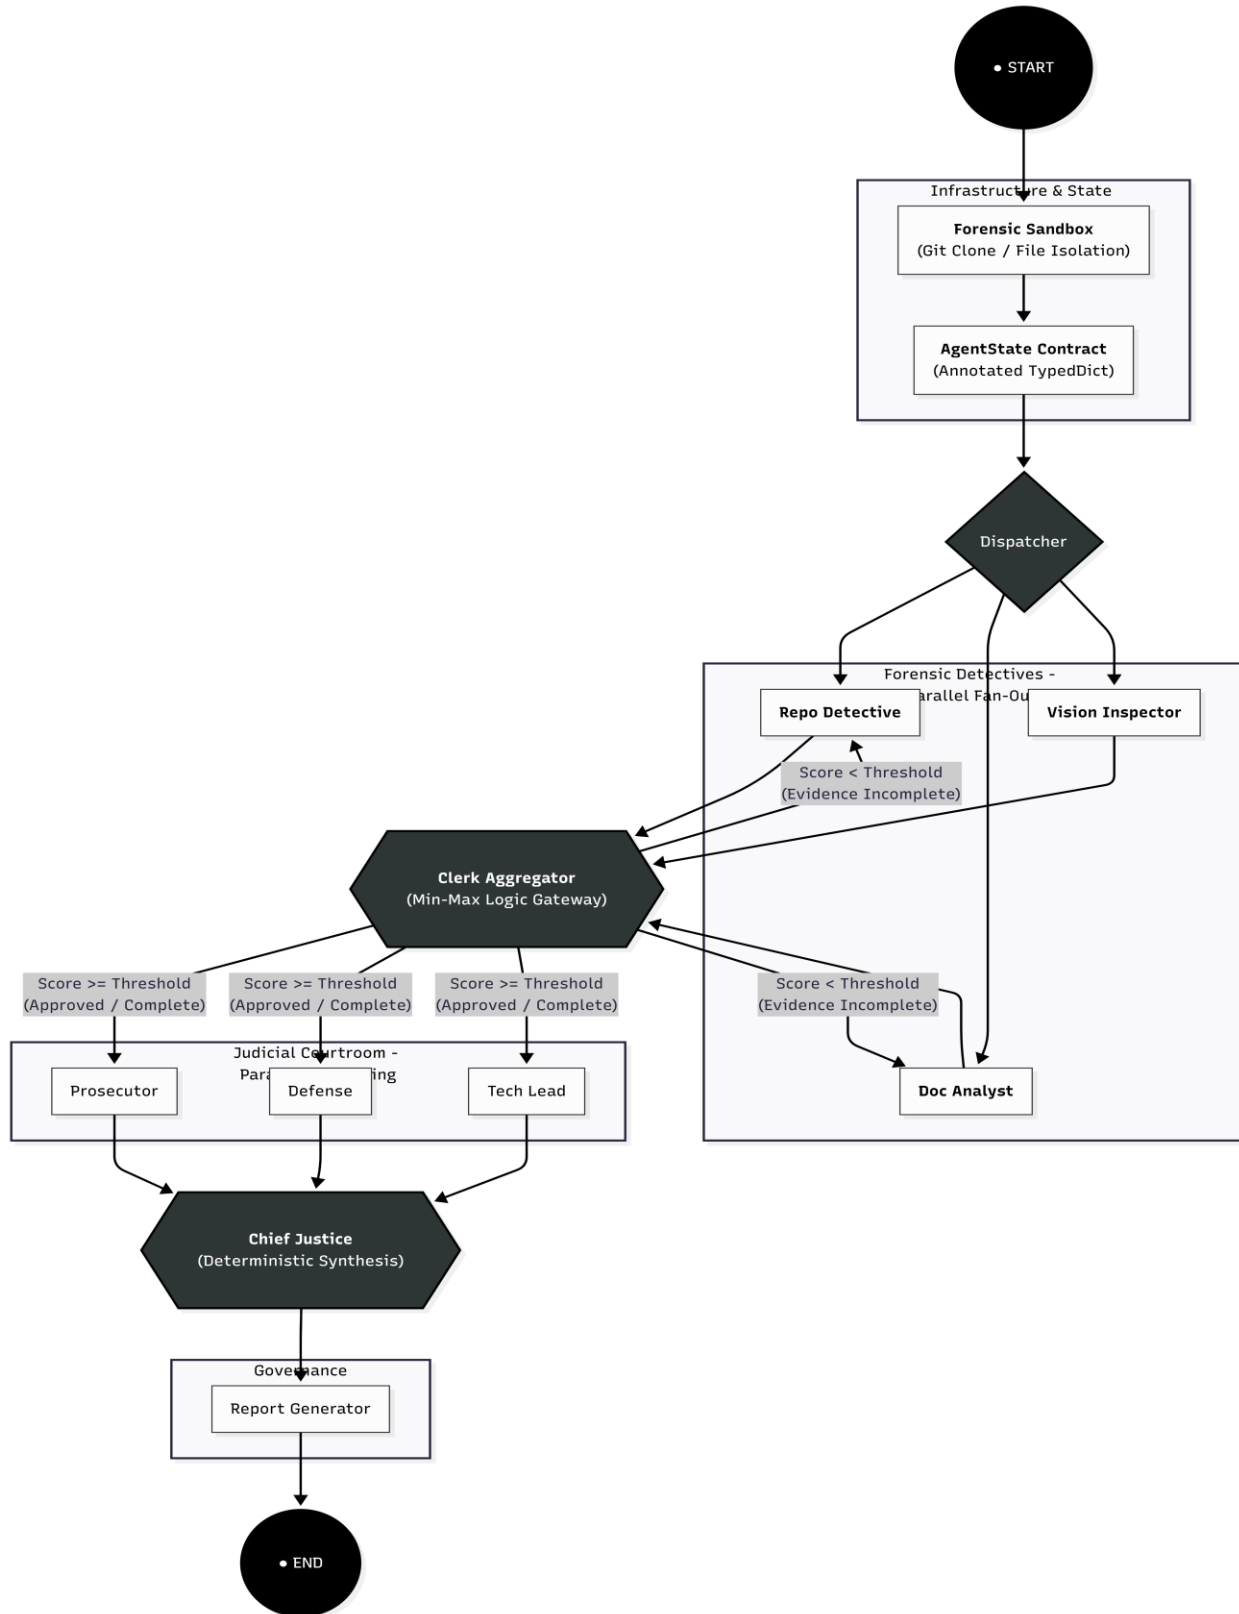 • START
Infrastructure & State
Forensic Sandbox
(Git Clone / File Isolation)
AgentState Contract
(Annotated TypedDict)
Dispatcher
Forensic Detectives -
Fan-Ou
Repo Detective
Vision Inspector
Score < Threshold
(Evidence Incomplete)
Clerk Aggregator
(Min-Max Logic Gateway)
Score >= Threshold
(Approved / Complete)
Score >= Threshold
(Approved / Complete)
Score >= Threshold
(Approved / Complete)
Score < Threshold
(Evidence Incomplete)
Judicial Courtroom -
Prosecutor
Defense
Tech Lead
Doc Analyst
Chief Justice
(Deterministic Synthesis)
Governance
Report Generator
• END